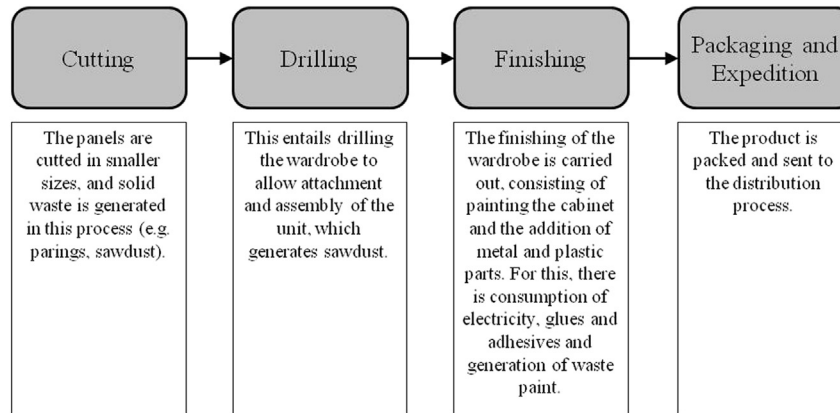 Cutting
Drilling
Finishing
Packaging and
Expedition
The panels are
cutted in smaller
sizes, and solid
waste is generated
in this process (e.g.
parings, sawdust).
This entails drilling
the wardrobe to
allow attachment
and assembly of the
unit, which
generates sawdust.
The finishing of the
wardrobe is carried
out, consisting of
painting the cabinet
and the addition of
metal and plastic
parts. For this, there
is consumption of
electricity, glues and
adhesives and
generation of waste
paint.
The product is
packed and sent to
the distribution
process.